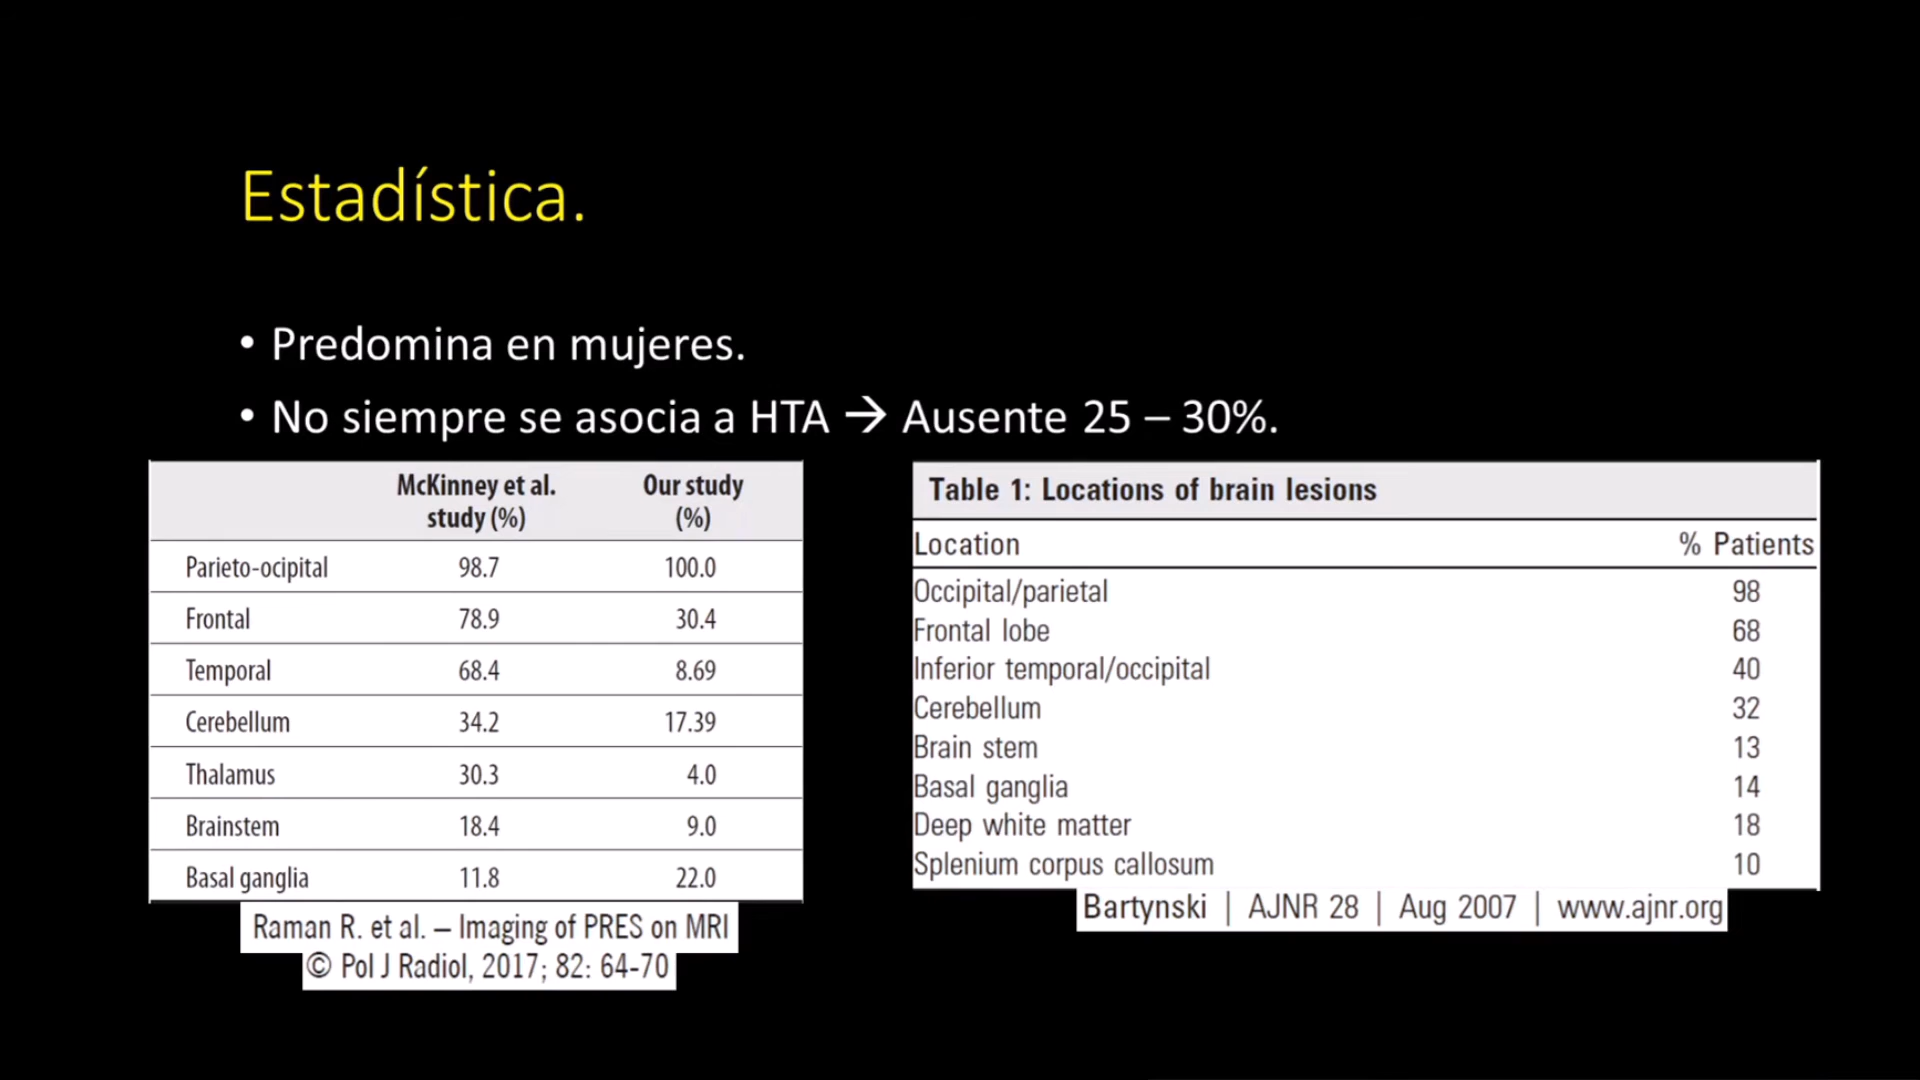 Estadística.
• Predomina en mujeres.
• No siempre se asocia a HTA → Ausente 25 – 30%.
McKinney et al. study (%) Our study (%)
Parieto-ocipital 98.7 100.0
Frontal 78.9 30.4
Temporal 68.4 8.69
Cerebellum 34.2 17.39
Thalamus 30.3 4.0
Brainstem 18.4 9.0
Basal ganglia 11.8 22.0
Raman R. et al. – Imaging of PRES on MRI
© Pol J Radiol, 2017; 82: 64-70
Table 1: Locations of brain lesions
Location % Patients
Occipital/parietal 98
Frontal lobe 68
Inferior temporal/occipital 40
Cerebellum 32
Brain stem 13
Basal ganglia 14
Deep white matter 18
Splenium corpus callosum 10
Bartynski | AJNR 28 | Aug 2007 | www.ajnr.org